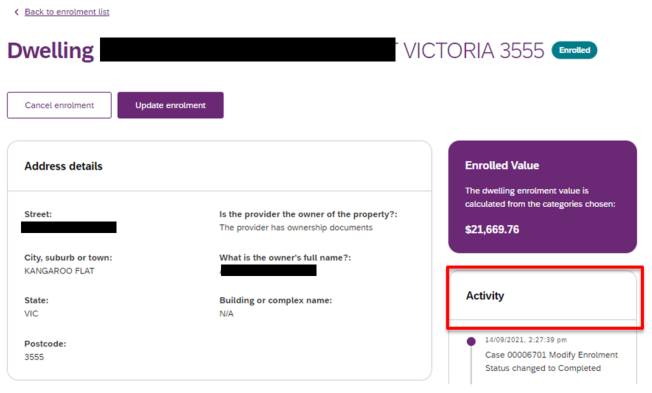 Back to enrolment list
Dwelling VICTORIA 3555 Enrolled
Cancel enrolment
Update enrolment
Address details
Street:
Is the provider the owner of the property?:
The provider has ownership documents
City, suburb or town:
KANGAROO FLAT
What is the owner's full name?:
State:
VIC
Building or complex name:
N/A
Postcode:
3555
Enrolled Value
The dwelling enrolment value is
calculated from the categories chosen:
$21,669.76
Activity
14/09/2021, 2:27:39 pm
Case 00006701 Modify Enrolment
Status changed to Completed